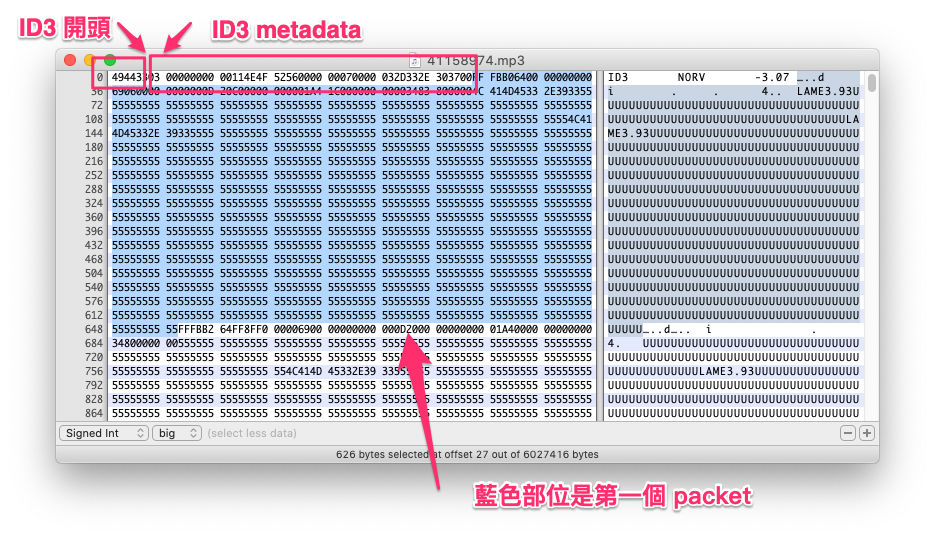 ID3 開頭
ID3 metadata
41158974.mp3
0 49443303 00000000 00114E4F 52560000 00070000 032D332E 303700FF FBB06400 00000000 ID3 NORV -3.07 …..d
36 69060000 0000000D 20C00000 000001A4 1C000000 00003483 8000004C 414D4533 2E393355 i . . 4.. LAME3.93U
72 55555555 55555555 55555555 55555555 55555555 55555555 55555555 55555555 55555555 UUUUUUUUUUUUUUUUUUUUUUUUUUUUUUUUUUUU
108 55555555 55555555 55555555 55555555 55555555 55555555 55555555 55555555 55554C41 UUUUUUUUUUUUUUUUUUUUUUUUUUUUUUUUUULA
144 4D45332E 39335555 55555555 55555555 55555555 55555555 55555555 55555555 55555555 ME3.93UUUUUUUUUUUUUUUUUUUUUUUUUUUUUU
180 55555555 55555555 55555555 55555555 55555555 55555555 55555555 55555555 55555555 UUUUUUUUUUUUUUUUUUUUUUUUUUUUUUUUUUUU
216 55555555 55555555 55555555 55555555 55555555 55555555 55555555 55555555 55555555 UUUUUUUUUUUUUUUUUUUUUUUUUUUUUUUUUUUU
252 55555555 55555555 55555555 55555555 55555555 55555555 55555555 55555555 55555555 UUUUUUUUUUUUUUUUUUUUUUUUUUUUUUUUUUUU
288 55555555 55555555 55555555 55555555 55555555 55555555 55555555 55555555 55555555 UUUUUUUUUUUUUUUUUUUUUUUUUUUUUUUUUUUU
324 55555555 55555555 55555555 55555555 55555555 55555555 55555555 55555555 55555555 UUUUUUUUUUUUUUUUUUUUUUUUUUUUUUUUUUUU
360 55555555 55555555 55555555 55555555 55555555 55555555 55555555 55555555 55555555 UUUUUUUUUUUUUUUUUUUUUUUUUUUUUUUUUUUU
396 55555555 55555555 55555555 55555555 55555555 55555555 55555555 55555555 55555555 UUUUUUUUUUUUUUUUUUUUUUUUUUUUUUUUUUUU
432 55555555 55555555 55555555 55555555 55555555 55555555 55555555 55555555 55555555 UUUUUUUUUUUUUUUUUUUUUUUUUUUUUUUUUUUU
468 55555555 55555555 55555555 55555555 55555555 55555555 55555555 55555555 55555555 UUUUUUUUUUUUUUUUUUUUUUUUUUUUUUUUUUUU
504 55555555 55555555 55555555 55555555 55555555 55555555 55555555 55555555 55555555 UUUUUUUUUUUUUUUUUUUUUUUUUUUUUUUUUUUU
540 55555555 55555555 55555555 55555555 55555555 55555555 55555555 55555555 55555555 UUUUUUUUUUUUUUUUUUUUUUUUUUUUUUUUUUUU
576 55555555 55555555 55555555 55555555 55555555 55555555 55555555 55555555 55555555 UUUUUUUUUUUUUUUUUUUUUUUUUUUUUUUUUUUU
612 55555555 55555555 55555555 55555555 55555555 55555555 55555555 55555555 55555555 UUUUUUUUUUUUUUUUUUUUUUUUUUUUUUUUUUUU
648 55555555 55FFFBB2 64FF8FF0 00006900 00000000 000D2000 00000000 01A40000 00000000 UUUUU…..d….. i .
684 34800000 00555555 55555555 55555555 55555555 55555555 55555555 55555555 55555555 4. UUUUUUUUUUUUUUUUUUUUUUUUUUUUUUU
720 55555555 55555555 55555555 55555555 55555555 55555555 55555555 55555555 55555555 UUUUUUUUUUUUUUUUUUUUUUUUUUUUUUUUUUUU
756 55555555 55555555 55555555 554C414D 45332E39 33555555 55555555 55555555 55555555 UUUUUUUUUUUUULAME3.93UUUUUUUUUUUUUUU
792 55555555 55555555 55555555 55555555 55555555 55555555 55555555 55555555 55555555 UUUUUUUUUUUUUUUUUUUUUUUUUUUUUUUUUUUU
828 55555555 55555555 55555555 55555555 55555555 55555555 55555555 55555555 55555555 UUUUUUUUUUUUUUUUUUUUUUUUUUUUUUUUUUUU
864 55555555 55555555 55555555 55555555 55555555 55555555 55555555 55555555 55555555 UUUUUUUUUUUUUUUUUUUUUUUUUUUUUUUUUUUU
Signed Int big (select less data)
626 bytes selected at offset 27 out of 6027416 bytes
藍色部位是第一個 packet